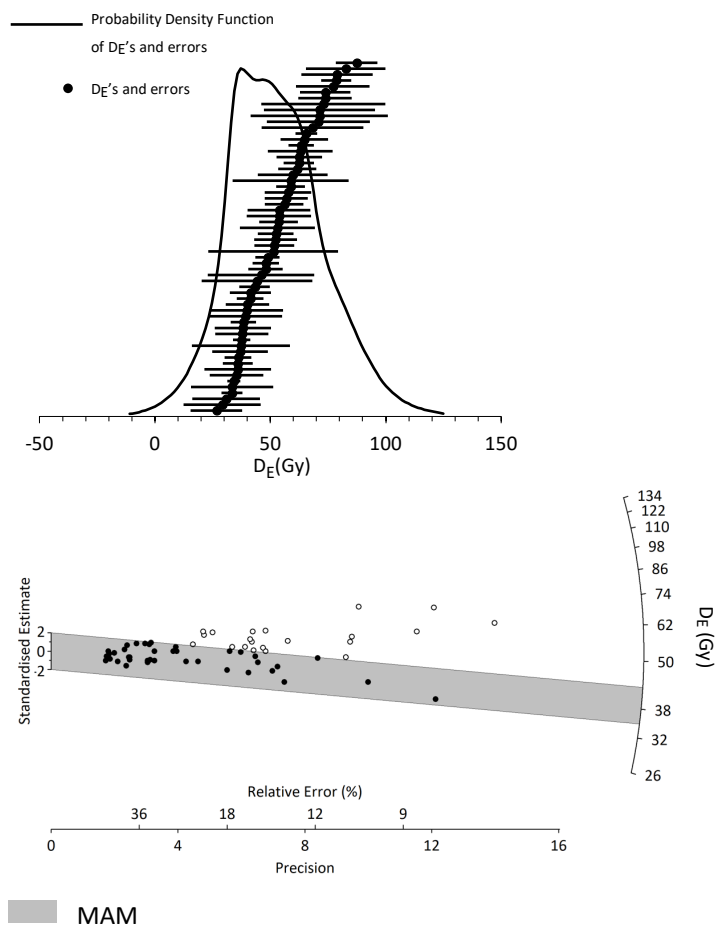 Probability Density Function
of DE's and errors
DE's and errors
-50 0 50 100 150
DE(Gy)
134
122
110
98
86
74
62
50
38
32
26
DE (Gy)
Standardised Estimate
2
0
-2
Relative Error (%)
36 18 12 9
0 4 8 12 16
Precision
MAM